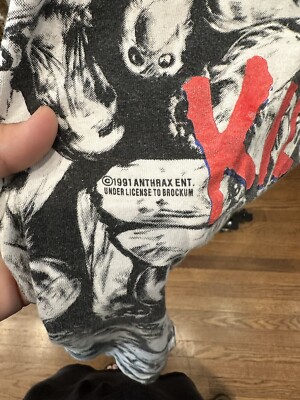 ©1991 ANTHRAX ENT.
UNDER LICENSE TO BROCKUM